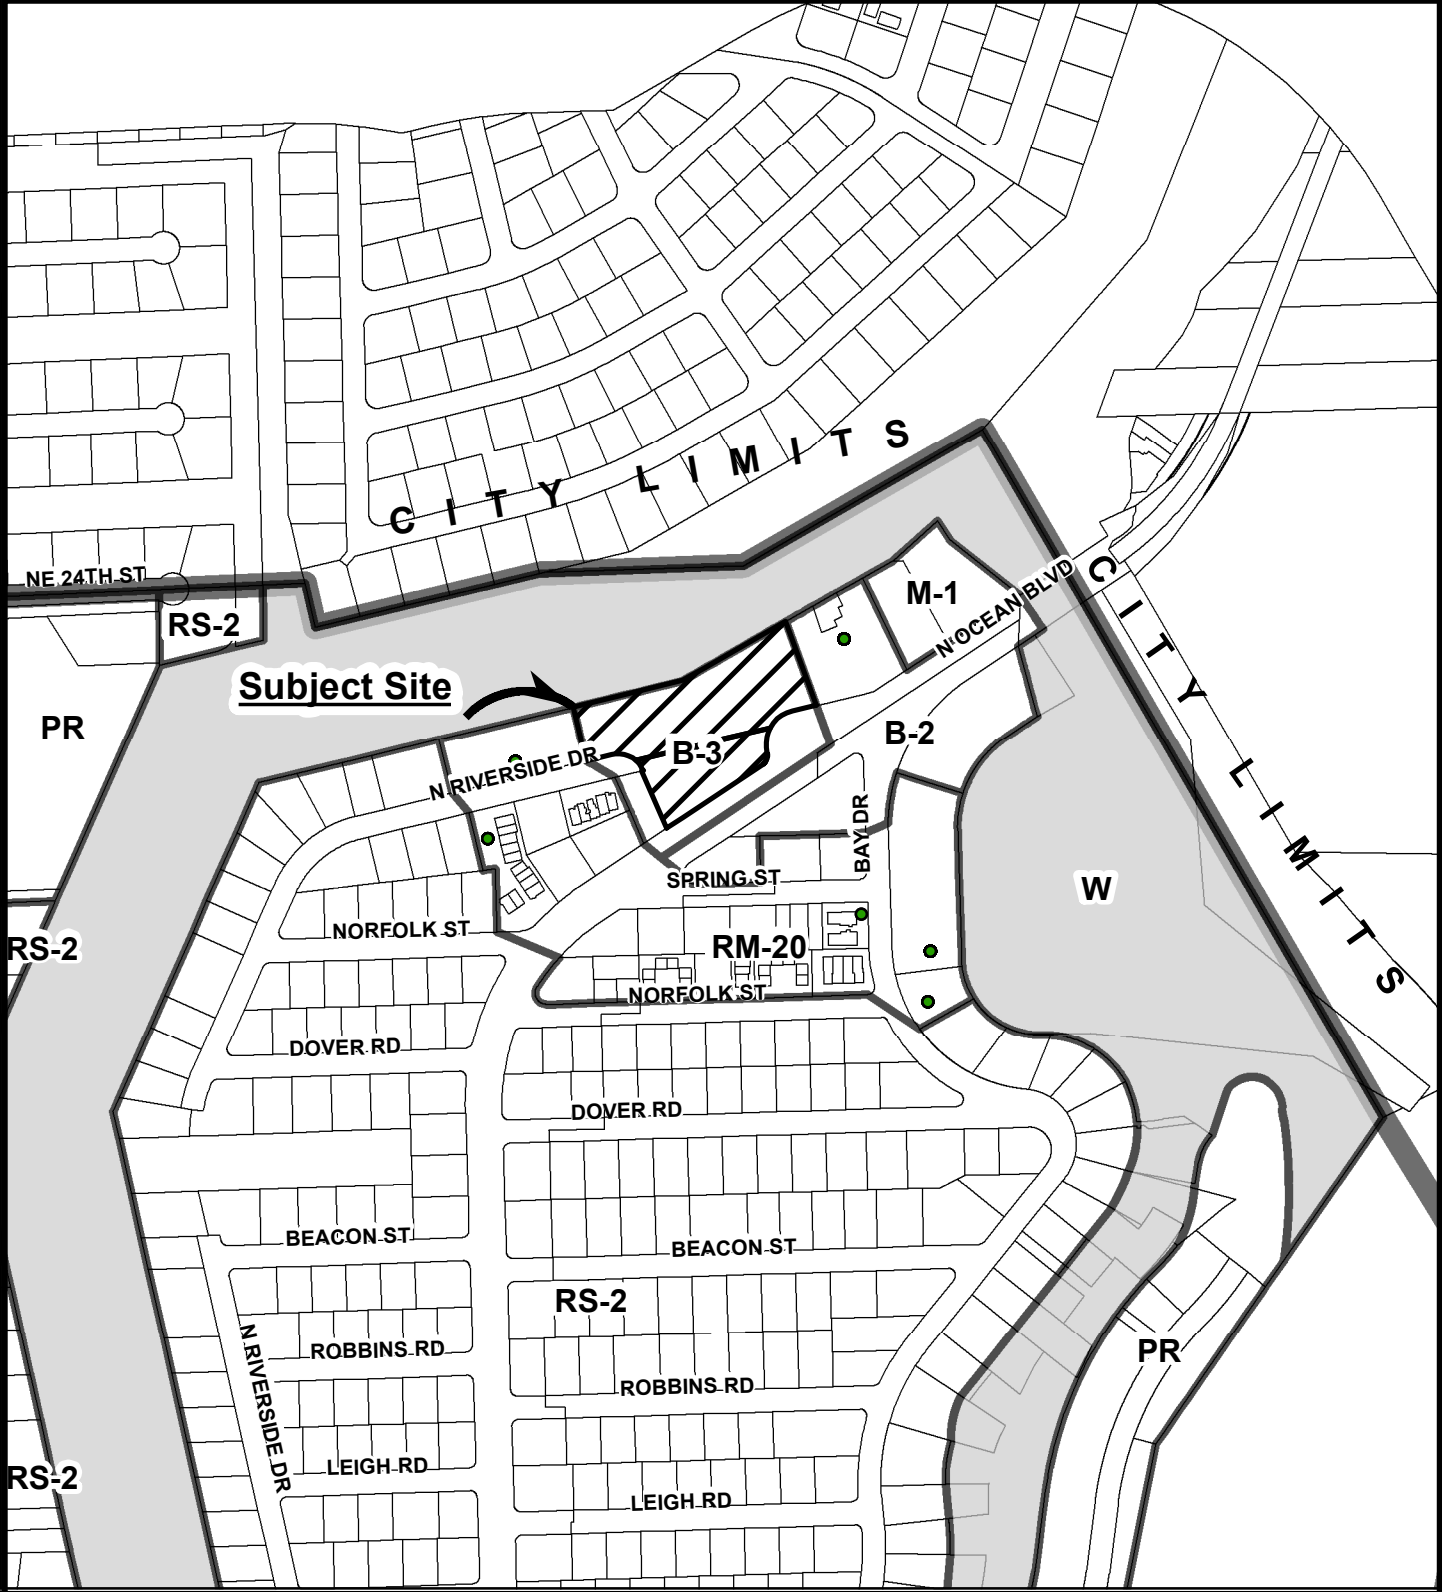 CITY LIMITS
NE 24TH ST
RS-2
M-1
N OCEAN BLVD
CITY LIMITS
Subject Site
PR
B-2
B-3
N RIVERSIDE DR
BAY DR
SPRING ST
W
NORFOLK ST
RS-2
RM-20
NORFOLK ST
DOVER RD
DOVER RD
BEACON ST
BEACON ST
RS-2
N RIVERSIDE DR
ROBBINS RD
PR
ROBBINS RD
LEIGH RD
RS-2
LEIGH RD